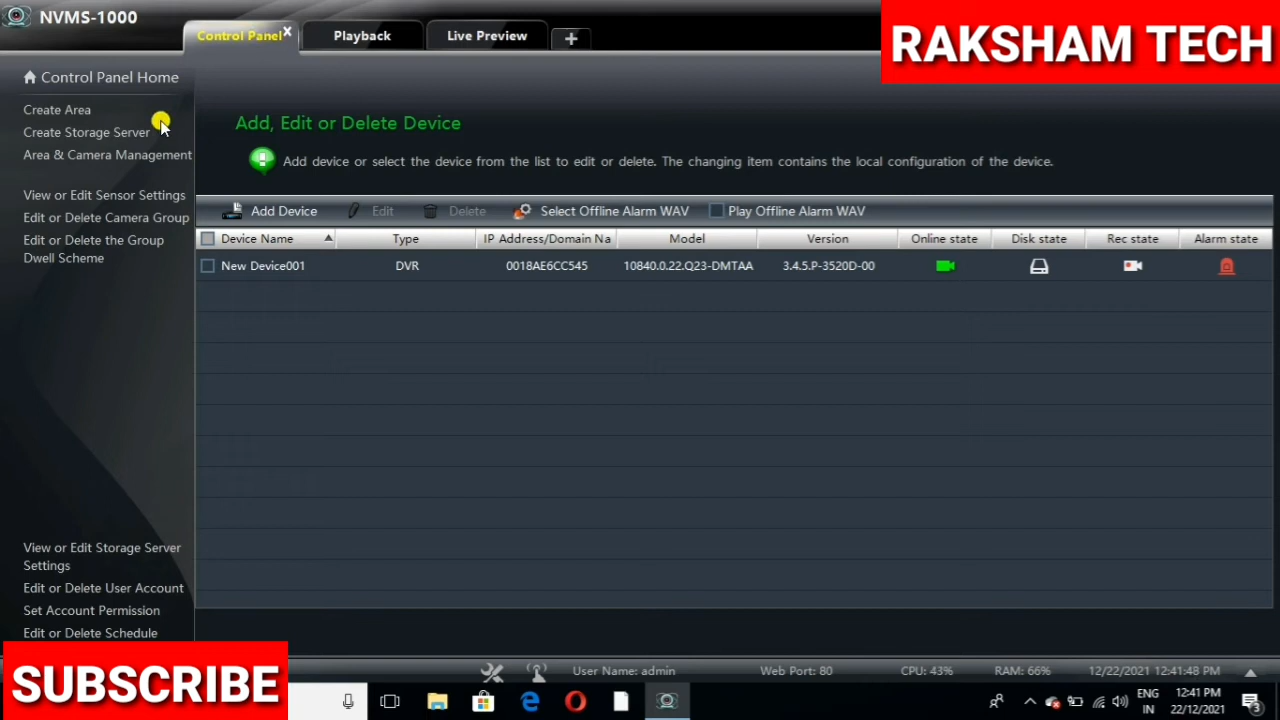 NVMS-1000
Control Panel x
Playback
Live Preview
+
RAKSHAM TECH
Control Panel Home
Create Area
Create Storage Server
Area & Camera Management
View or Edit Sensor Settings
Edit or Delete Camera Group
Edit or Delete the Group
Dwell Scheme
View or Edit Storage Server
Settings
Edit or Delete User Account
Set Account Permission
Edit or Delete Schedule
Add, Edit or Delete Device
Add device or select the device from the list to edit or delete. The changing item contains the local configuration of the device.
Add Device Edit Delete Select Offline Alarm WAV Play Offline Alarm WAV
Device Name Type IP Address/Domain Na Model Version Online state Disk state Rec state Alarm state
New Device001 DVR 0018AE6CC545 10840.0.22.Q23-DMTAA 3.4.5.P-3520D-00
User Name: admin Web Port: 80 CPU: 43% RAM: 66% 12/22/2021 12:41:48 PM
SUBSCRIBE
ENG
IN
12:41 PM
22/12/2021
3